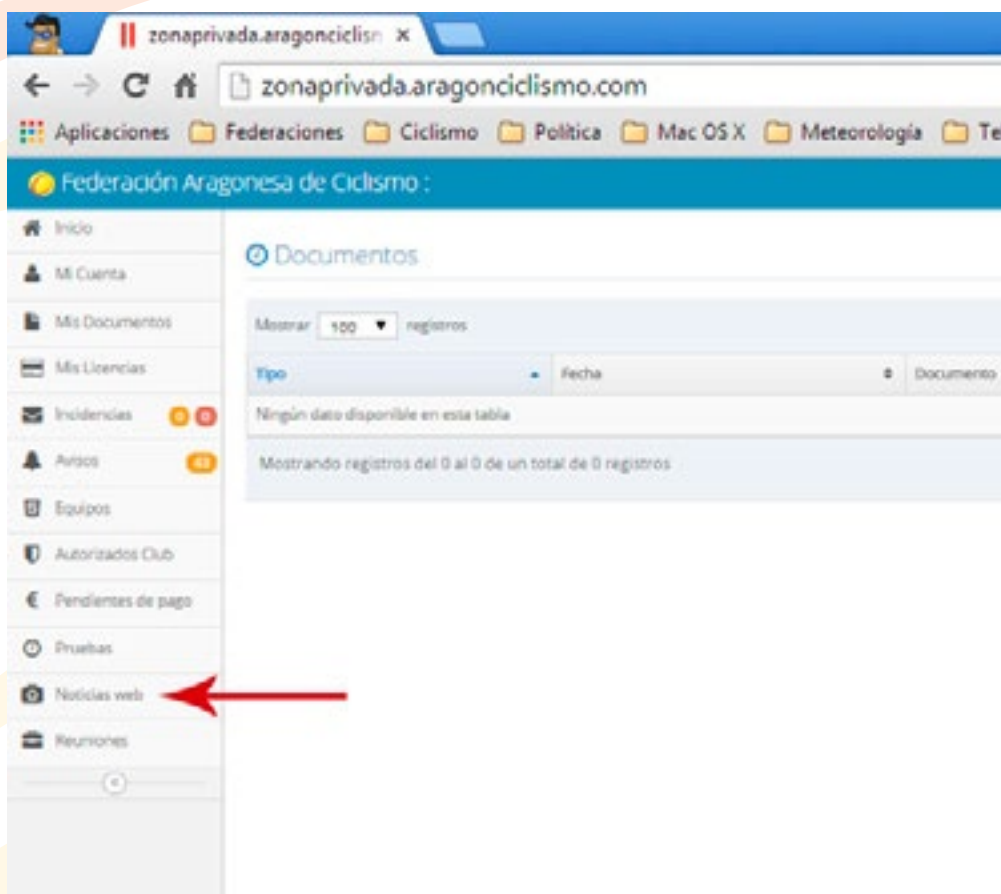 zonaprivada.aragonciclisn ×
zonaprivada.aragonciclismo.com
Aplicaciones Federaciones Ciclismo Política Mac OS X Meteorología Te
Federación Aragonesa de Ciclismo :
Inicio
Mi Cuenta
Mis Documentos
Mis Licencias
Incidencias 0 0
Avisos
Equipos
Autorizados Club
€ Pendientes de pago
Pruebas
Noticias web
Reuniones
Documentos
Mostrar 100 registros
Tipo Fecha Documento
Ningún dato disponible en esta tabla
Mostrando registros del 0 al 0 de un total de 0 registros